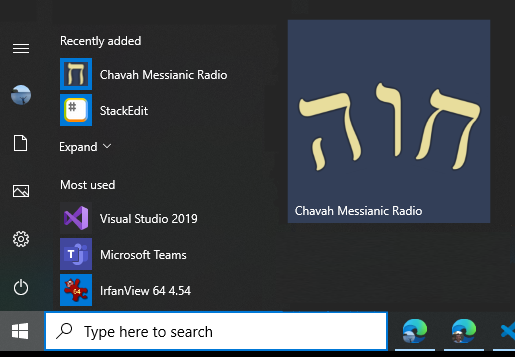 Recently added
Chavah Messianic Radio
#
StackEdit
Expand
Most used
Visual Studio 2019
T
Microsoft Teams
64
IrfanView 64 4.54
חוה
Chavah Messianic Radio
Type here to search